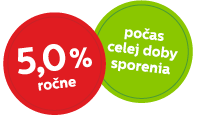 5,0 %
ročne
počas
celej doby
sporenia